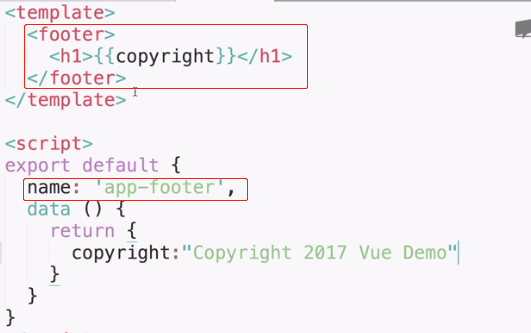 <template>
  <footer>
    <h1>{{copyright}}</h1>
  </footer>
</template>

<script>
export default {
  name: 'app-footer',
  data () {
    return {
      copyright:"Copyright 2017 Vue Demo"
    }
  }
}